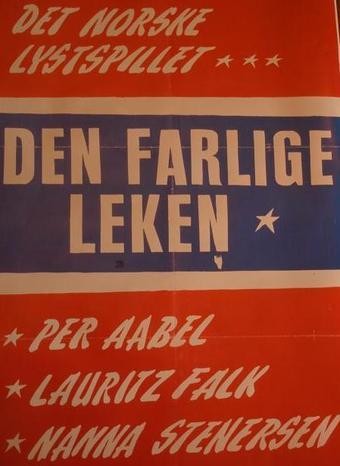 DET NORSKE
LYSTSPILLET ★ ★ ★
DEN FARLIGE
LEKEN ★
★ PER AABEL
★ LAURITZ FALK
★ NANNA STENERSEN